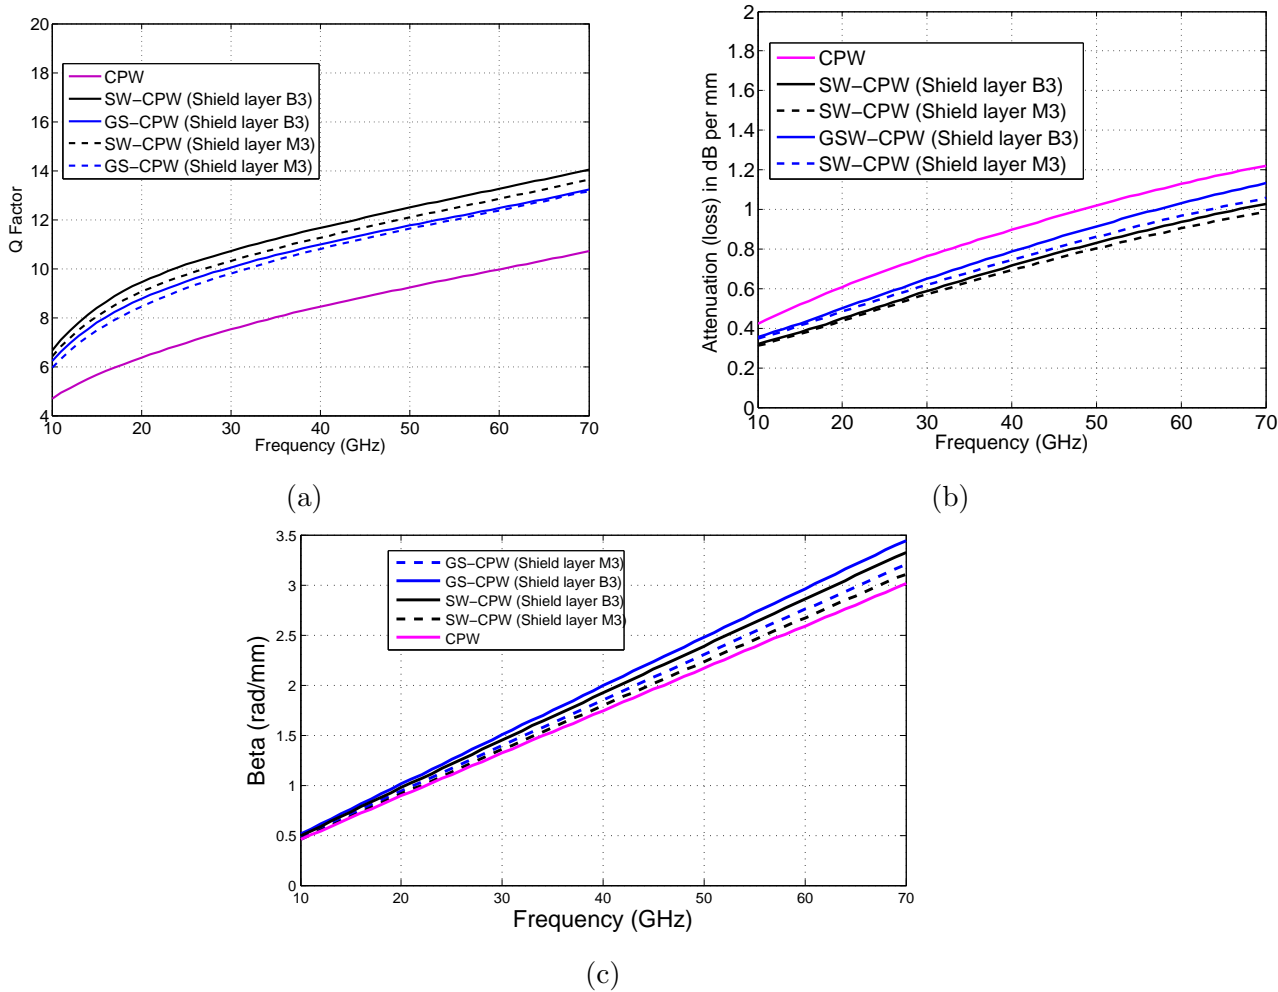 20
18
16
14
12
10
8
6
4
Q Factor
CPW
SW−CPW (Shield layer B3)
GS−CPW (Shield layer B3)
SW−CPW (Shield layer M3)
GS−CPW (Shield layer M3)
10 20 30 40 50 60 70
Frequency (GHz)
(a)
2
1.8
1.6
1.4
1.2
1
0.8
0.6
0.4
0.2
0
Attenuation (loss) in dB per mm
CPW
SW−CPW (Shield layer B3)
SW−CPW (Shield layer M3)
GSW−CPW (Shield layer B3)
SW−CPW (Shield layer M3)
10 20 30 40 50 60 70
Frequency (GHz)
(b)
3.5
3
2.5
2
1.5
1
0.5
0
Beta (rad/mm)
GS−CPW (Shield layer M3)
GS−CPW (Shield layer B3)
SW−CPW (Shield layer B3)
SW−CPW (Shield layer M3)
CPW
10 20 30 40 50 60 70
Frequency (GHz)
(c)